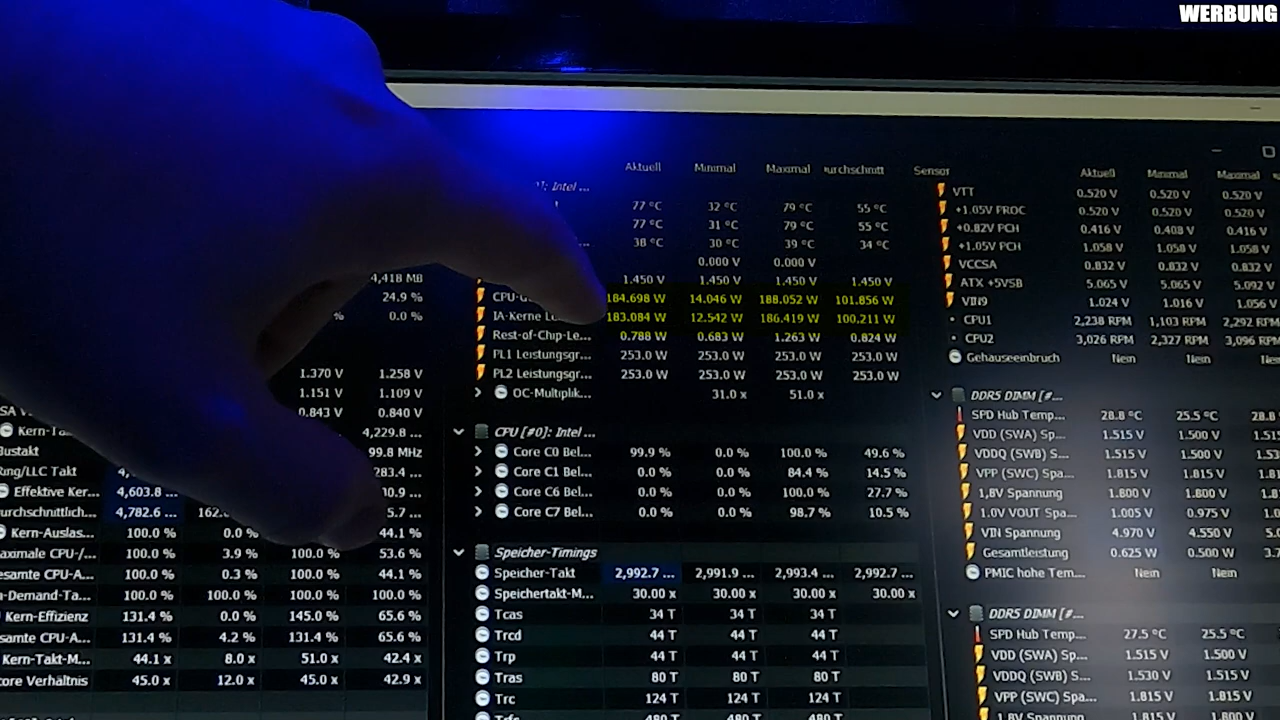 WERBUNG
Aktuell Minimal Maximal
Intel ...
77 °C 32 °C 79 °C 55 °C
77 °C 31 °C 79 °C 55 °C
38 °C 30 °C 39 °C 34 °C
0.000 V 0.000 V
1.450 V 1.450 V 1.450 V 1.450 V
184.698 W 14.046 W 188.052 W 101.856 W
IA-Kerne 183.084 W 12.542 W 186.419 W 100.211 W
Rest-of-Chip-Le... 0.788 W 0.683 W 1.263 W 0.824 W
PL1 Leistungsgr... 253.0 W 253.0 W 253.0 W 253.0 W
PL2 Leistungsgr... 253.0 W 253.0 W 253.0 W 253.0 W
OC-Multiplik... 31.0 x 51.0 x
CPU [#0]: Intel ...
Core C0 Bel... 99.9 % 0.0 % 100.0 % 49.6 %
Core C1 Bel... 0.0 % 0.0 % 84.4 % 14.5 %
Core C6 Bel... 0.0 % 0.0 % 100.0 % 27.7 %
Core C7 Bel... 0.0 % 0.0 % 98.7 % 10.5 %
Speicher-Timings
Speicher-Takt 2,992.7 ... 2,991.9 ... 2,993.4 ... 2,992.7 ...
Speichertakt-M... 30.00 x 30.00 x 30.00 x 30.00 x
Tcas 34 T 34 T 34 T
Trcd 44 T 44 T 44 T
Trp 44 T 44 T 44 T
Tras 80 T 80 T 80 T
Trc 124 T 124 T 124 T
4,418 MB
24.9 %
% 0.0 %
1.370 V 1.258 V
1.151 V 1.109 V
0.843 V 0.840 V
4,229.8 ...
99.8 MHz
Ring/LLC Takt 283.4 ...
Effektive Ker... 4,603.8 ...
4,782.6 ... 5.7 ...
Kern-Auslas... 100.0 % 0.0 % 100.0 % 44.1 %
100.0 % 3.9 % 100.0 % 53.6 %
esamte CPU-A... 100.0 % 0.3 % 100.0 % 44.1 %
n-Demand-Ta... 100.0 % 100.0 % 100.0 % 100.0 %
Kern-Effizienz 131.4 % 0.0 % 145.0 % 65.6 %
samte CPU-A... 131.4 % 4.2 % 131.4 % 65.6 %
Kern-Takt-M... 44.1 x 8.0 x 51.0 x 42.4 x
ore Verhältnis 45.0 x 12.0 x 45.0 x 42.9 x
Sensor Aktuell Minimal Maximal
VTT 0.520 V 0.520 V 0.520 V
+1.05V PROC 0.520 V 0.520 V 0.520 V
+0.82V PCH 0.416 V 0.408 V 0.416 V
+1.05V PCH 1.058 V 1.058 V 1.058 V
VCCSA 0.832 V 0.832 V 0.832 V
ATX +5VSB 5.065 V 5.065 V 5.092 V
VIN9 1.024 V 1.016 V 1.056 V
CPU1 2,238 RPM 1,103 RPM 2,292 RPM
CPU2 3,026 RPM 2,327 RPM 3,096 RPM
Gehäuseeinbruch Nein Nein Nein
DDR5 DIMM [#...
SPD Hub Temp... 28.8 °C 25.5 °C 28.8
VDD (SWA) Sp... 1.515 V 1.500 V
VDDQ (SWB) S... 1.515 V 1.500 V
VPP (SWC) Spa... 1.815 V 1.815 V
1,8V Spannung 1.800 V 1.800 V
1.0V VOUT Spa... 1.005 V 0.975 V
VIN Spannung 4.970 V 4.550 V
Gesamtleistung 0.625 W 0.500 W
PMIC hohe Tem... Nein Nein
DDR5 DIMM [#...
SPD Hub Temp... 27.5 °C 25.5 °C
VDD (SWA) Sp... 1.515 V 1.500 V
VDDQ (SWB) S... 1.530 V 1.515 V
VPP (SWC) Spa... 1.815 V 1.815 V
1,8V Spannung 1.815 V 1.800 V